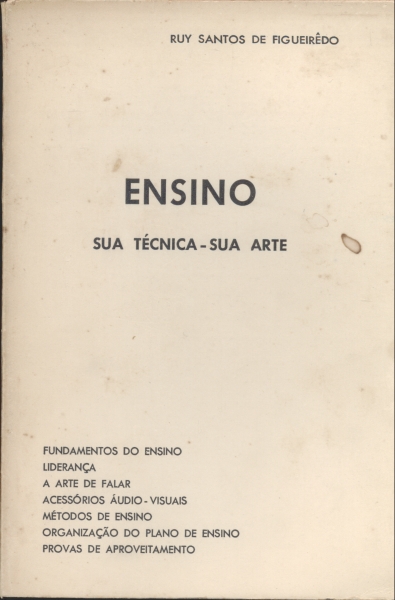 RUY SANTOS DE FIGUEIRÊDO
ENSINO
SUA TÉCNICA - SUA ARTE
FUNDAMENTOS DO ENSINO
LIDERANÇA
A ARTE DE FALAR
ACESSÓRIOS ÁUDIO-VISUAIS
MÉTODOS DE ENSINO
ORGANIZAÇÃO DO PLANO DE ENSINO
PROVAS DE APROVEITAMENTO